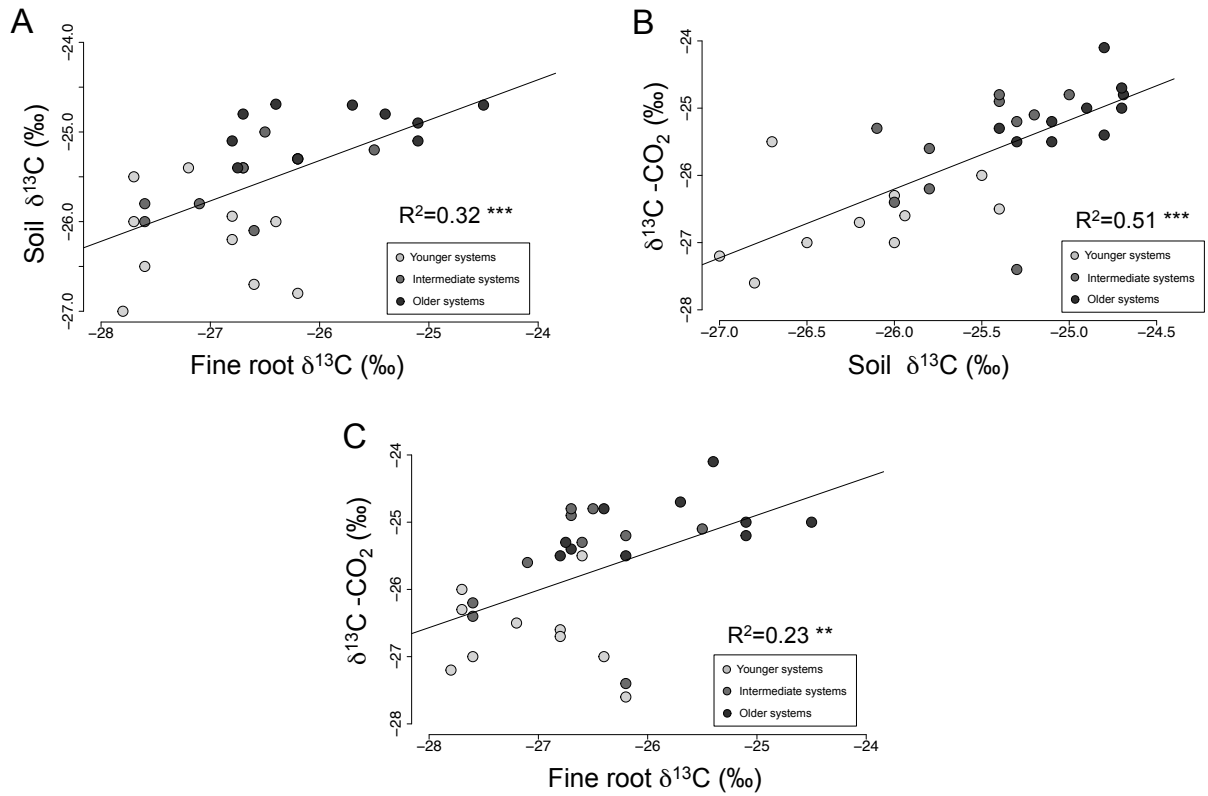 A
−24.0
−25.0
−26.0
−27.0
Soil δ¹³C (‰)
R²=0.32 ***
Younger systems
Intermediate systems
Older systems
−28 −27 −26 −25 −24
Fine root δ¹³C (‰)
B
−24
−25
−26
−27
−28
δ¹³C -CO₂ (‰)
R²=0.51 ***
Younger systems
Intermediate systems
Older systems
−27.0 −26.5 −26.0 −25.5 −25.0 −24.5
Soil δ¹³C (‰)
C
−24
−25
−26
−27
−28
δ¹³C -CO₂ (‰)
R²=0.23 **
Younger systems
Intermediate systems
Older systems
−28 −27 −26 −25 −24
Fine root δ¹³C (‰)